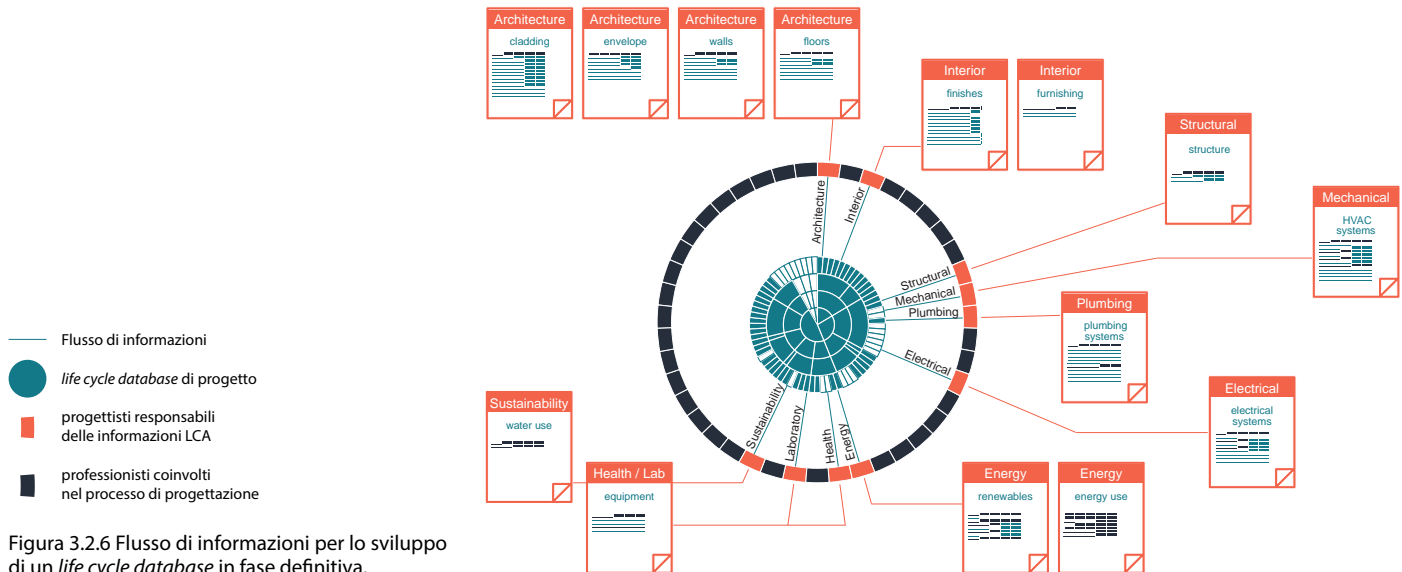 Architecture
cladding
Architecture
envelope
Architecture
walls
Architecture
floors
Interior
finishes
Interior
furnishing
Structural
structure
Mechanical
HVAC
systems
Plumbing
plumbing
systems
Electrical
electrical
systems
Energy
renewables
Energy
energy use
Health / Lab
equipment
Sustainability
water use
Architecture
Interior
Structural
Mechanical
Plumbing
Electrical
Energy
Health
Laboratory
Sustainability
Flusso di informazioni
life cycle database di progetto
progettisti responsabili
delle informazioni LCA
professionisti coinvolti
nel processo di progettazione
Figura 3.2.6 Flusso di informazioni per lo sviluppo
di un life cycle database in fase definitiva.